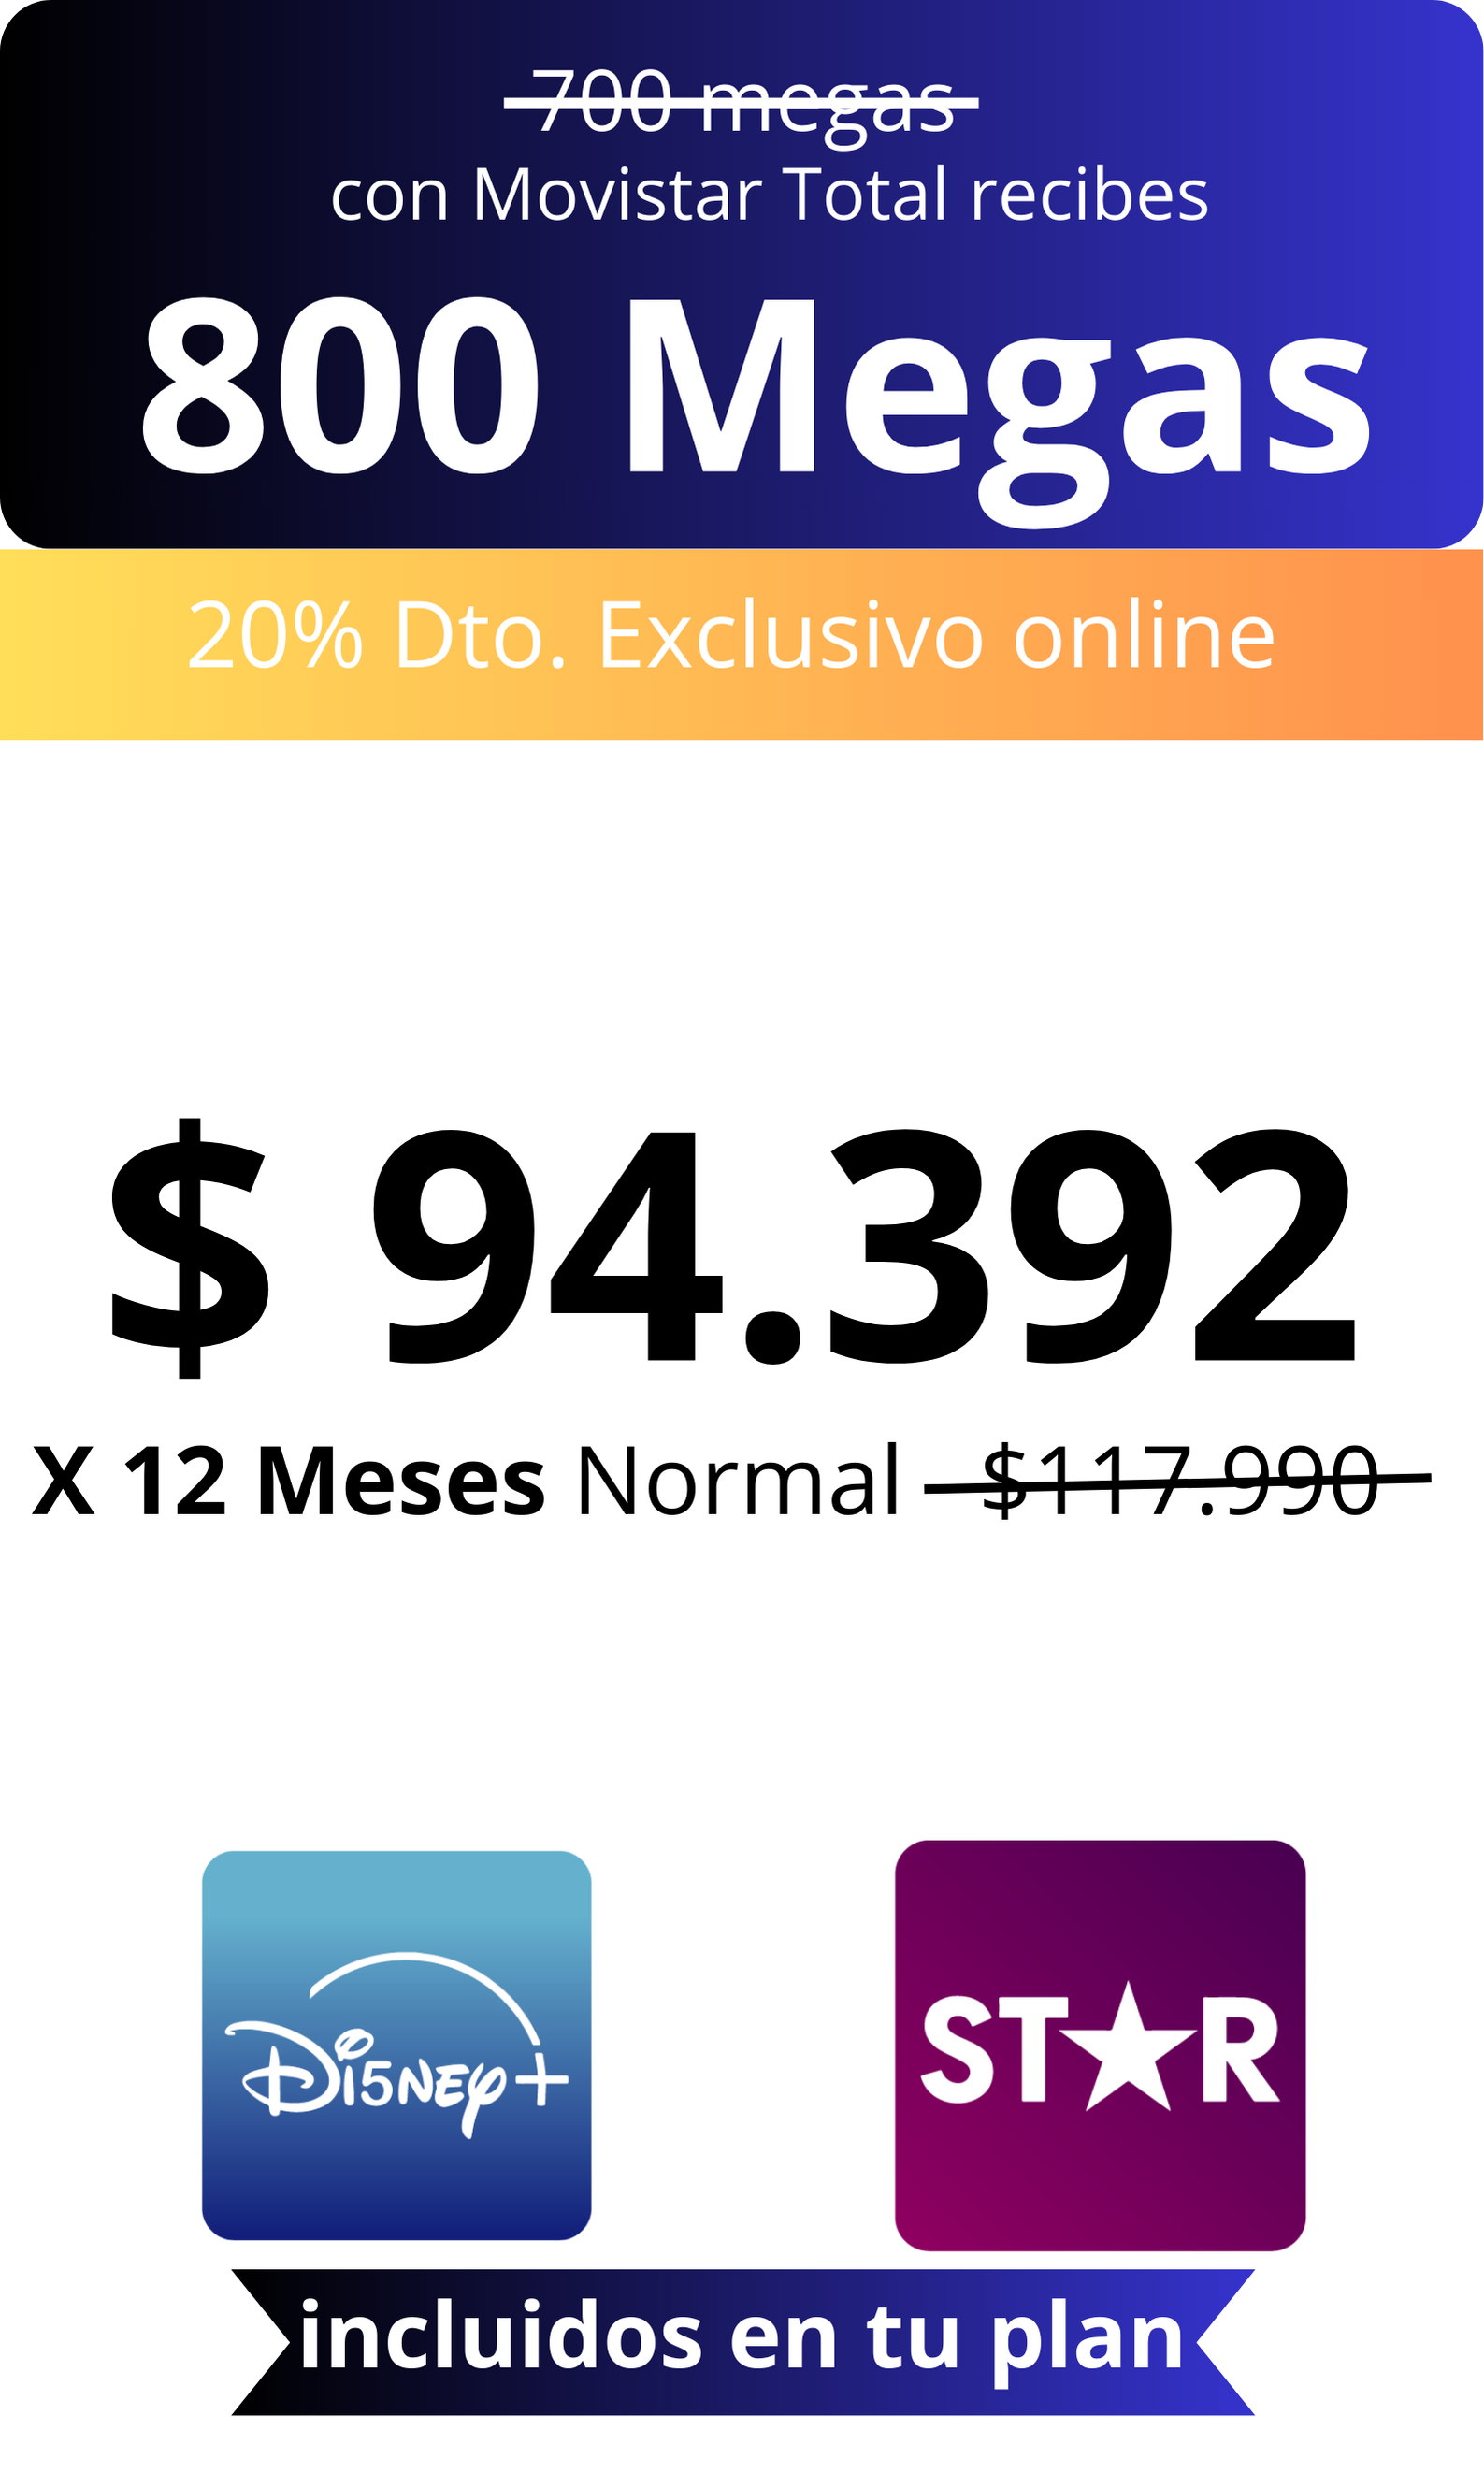 700 megas
con Movistar Total recibes
800 Megas
20% Dto. Exclusivo online
$ 94.392
X 12 Meses Normal $117.990
Disney+
STAR
incluidos en tu plan